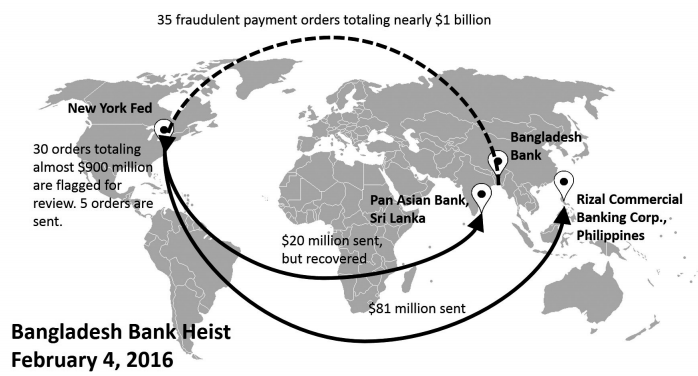 35 fraudulent payment orders totaling nearly $1 billion
New York Fed
30 orders totaling
almost $900 million
are flagged for
review. 5 orders are
sent.
Bangladesh
Bank
Pan Asian Bank,
Sri Lanka
Rizal Commercial
Banking Corp.,
Philippines
$20 million sent,
but recovered
$81 million sent
Bangladesh Bank Heist
February 4, 2016